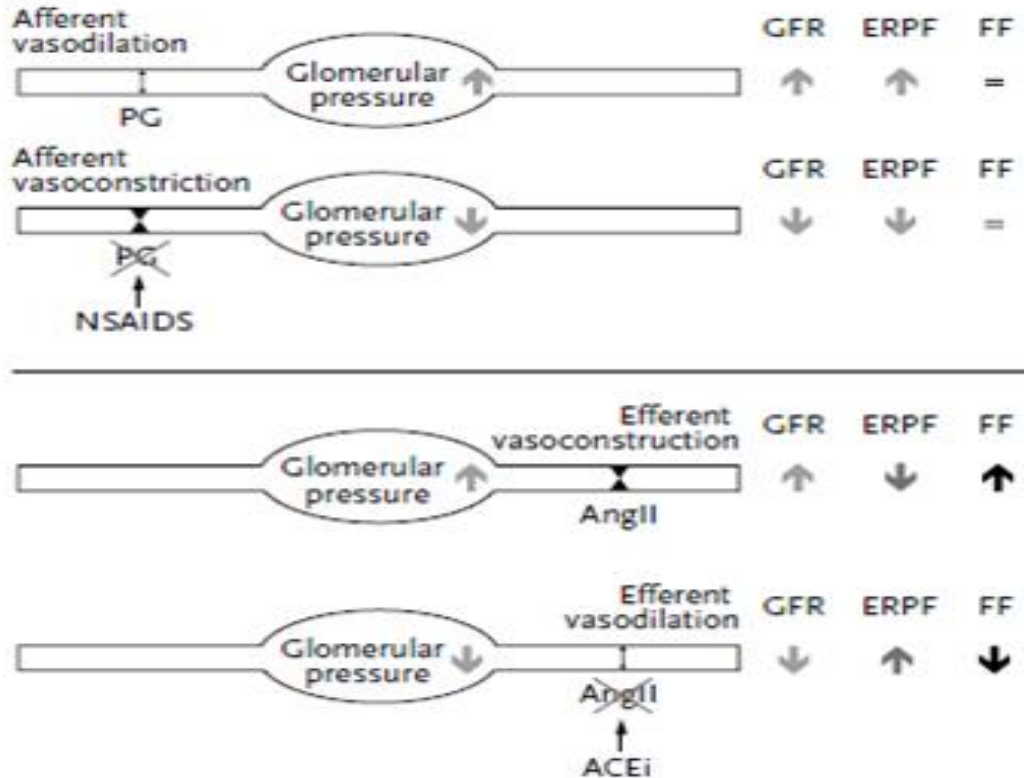 Afferent
vasodilation
GFR ERPF FF
Glomerular
pressure
=
PG
Afferent
vasoconstriction
GFR ERPF FF
Glomerular
pressure
=
PG
NSAIDS
Efferent
vasoconstruction
GFR ERPF FF
Glomerular
pressure
AngII
Efferent
vasodilation
GFR ERPF FF
Glomerular
pressure
AngII
ACEi